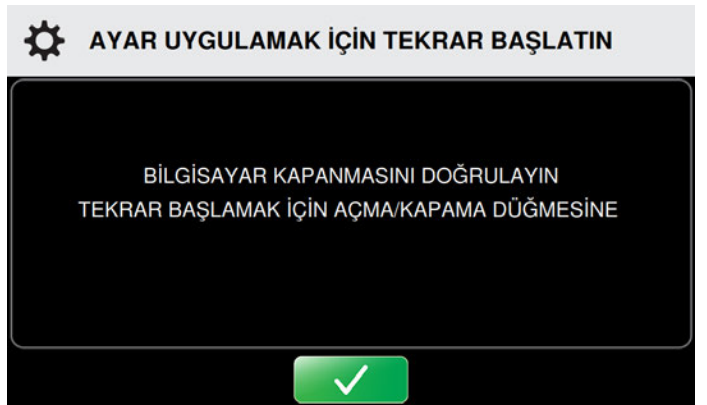 AYAR UYGULAMAK İÇİN TEKRAR BAŞLATIN
BİLGİSAYAR KAPANMASINI DOĞRULAYIN
TEKRAR BAŞLAMAK İÇİN AÇMA/KAPAMA DÜĞMESİNE